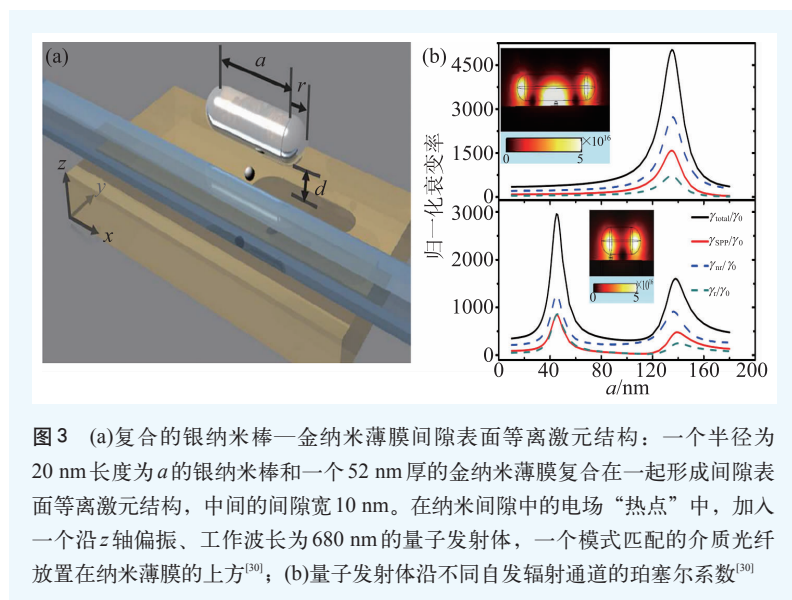 (a)
a
r
d
z
y
x
(b)
归一化衰变率
4500
3000
1500
0
×10¹⁶
0 5
3000
2000
1000
0
×10¹⁶
0 5
γtotal/γ0
γSPP/γ0
γnr/γ0
γr/γ0
0 40 80 120 160 200
a/nm
图3 (a)复合的银纳米棒—金纳米薄膜间隙表面等离激元结构：一个半径为
20 nm长度为a的银纳米棒和一个52 nm厚的金纳米薄膜复合在一起形成间隙表
面等离激元结构，中间的间隙宽10 nm。在纳米间隙中的电场“热点”中，加入
一个沿z轴偏振、工作波长为680 nm的量子发射体，一个模式匹配的介质光纤
放置在纳米薄膜的上方[30]；(b)量子发射体沿不同自发辐射通道的珀塞尔系数[30]